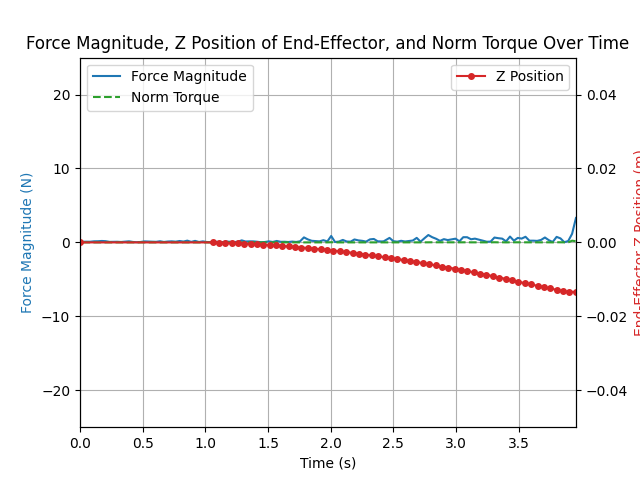 Force Magnitude, Z Position of End-Effector, and Norm Torque Over Time
Force Magnitude
Norm Torque
Z Position
20
10
0
−10
−20
Force Magnitude (N)
0.04
0.02
0.00
−0.02
−0.04
End-Effector Z Position (m)
0.0 0.5 1.0 1.5 2.0 2.5 3.0 3.5
Time (s)